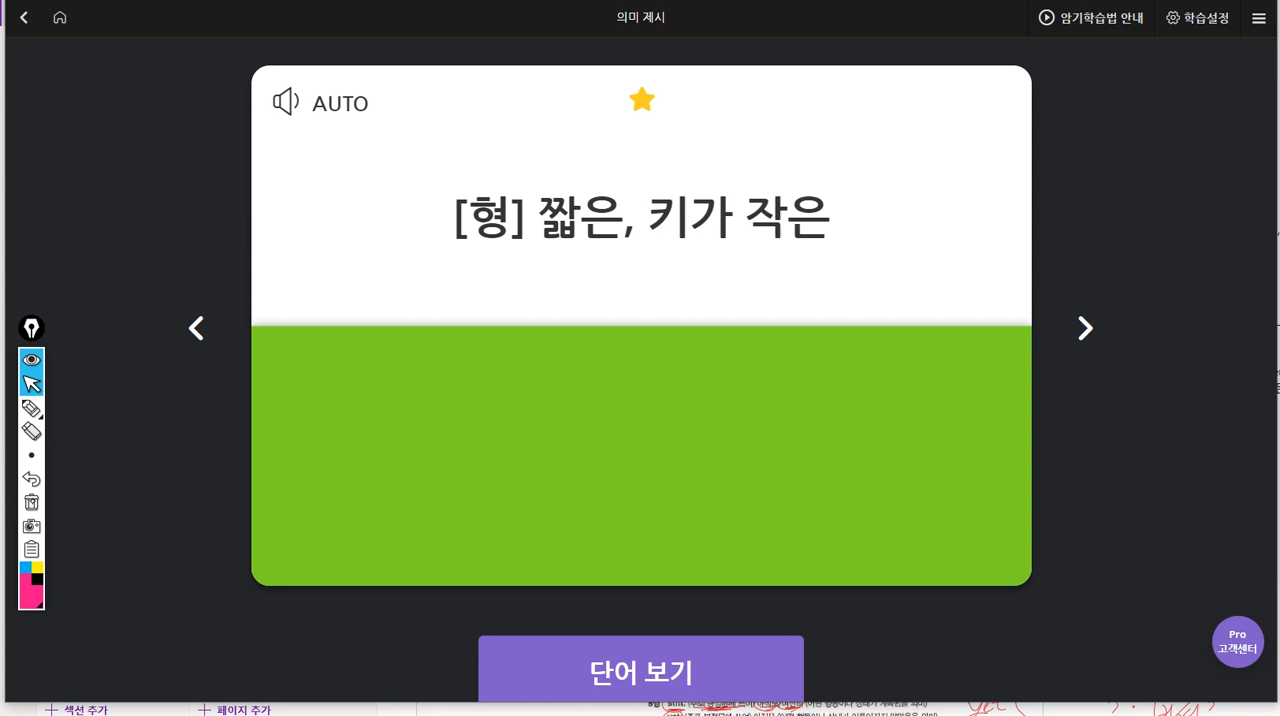 의미 제시
암기학습법 안내
학습설정
AUTO
[형] 짧은, 키가 작은
단어 보기
Pro
고객센터
섹션 추가
페이지 추가